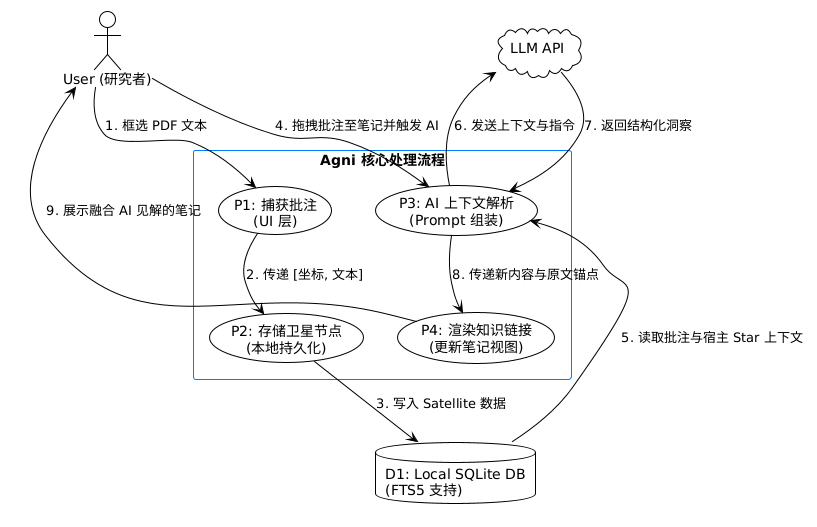 LLM API
User (研究者)
1. 框选 PDF 文本
4. 拖拽批注至笔记并触发 AI
6. 发送上下文与指令
7. 返回结构化洞察
Agni 核心处理流程
P1: 捕获批注
(UI 层)
P3: AI 上下文解析
(Prompt 组装)
9. 展示融合 AI 见解的笔记
2. 传递 [坐标, 文本]
8. 传递新内容与原文锚点
P2: 存储卫星节点
(本地持久化)
P4: 渲染知识链接
(更新笔记视图)
5. 读取批注与宿主 Star 上下文
3. 写入 Satellite 数据
D1: Local SQLite DB
(FTS5 支持)